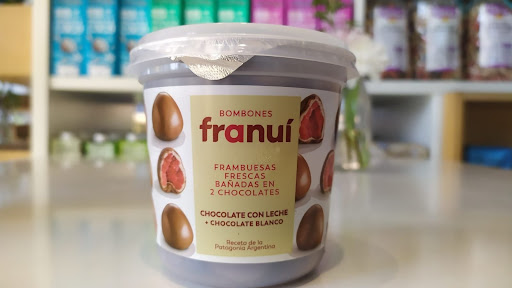 BOMBONES
franuí
FRAMBUESAS
FRESCAS
BAÑADAS EN
2 CHOCOLATES
CHOCOLATE CON LECHE
+ CHOCOLATE BLANCO
Receta de la
Patagonia Argentina